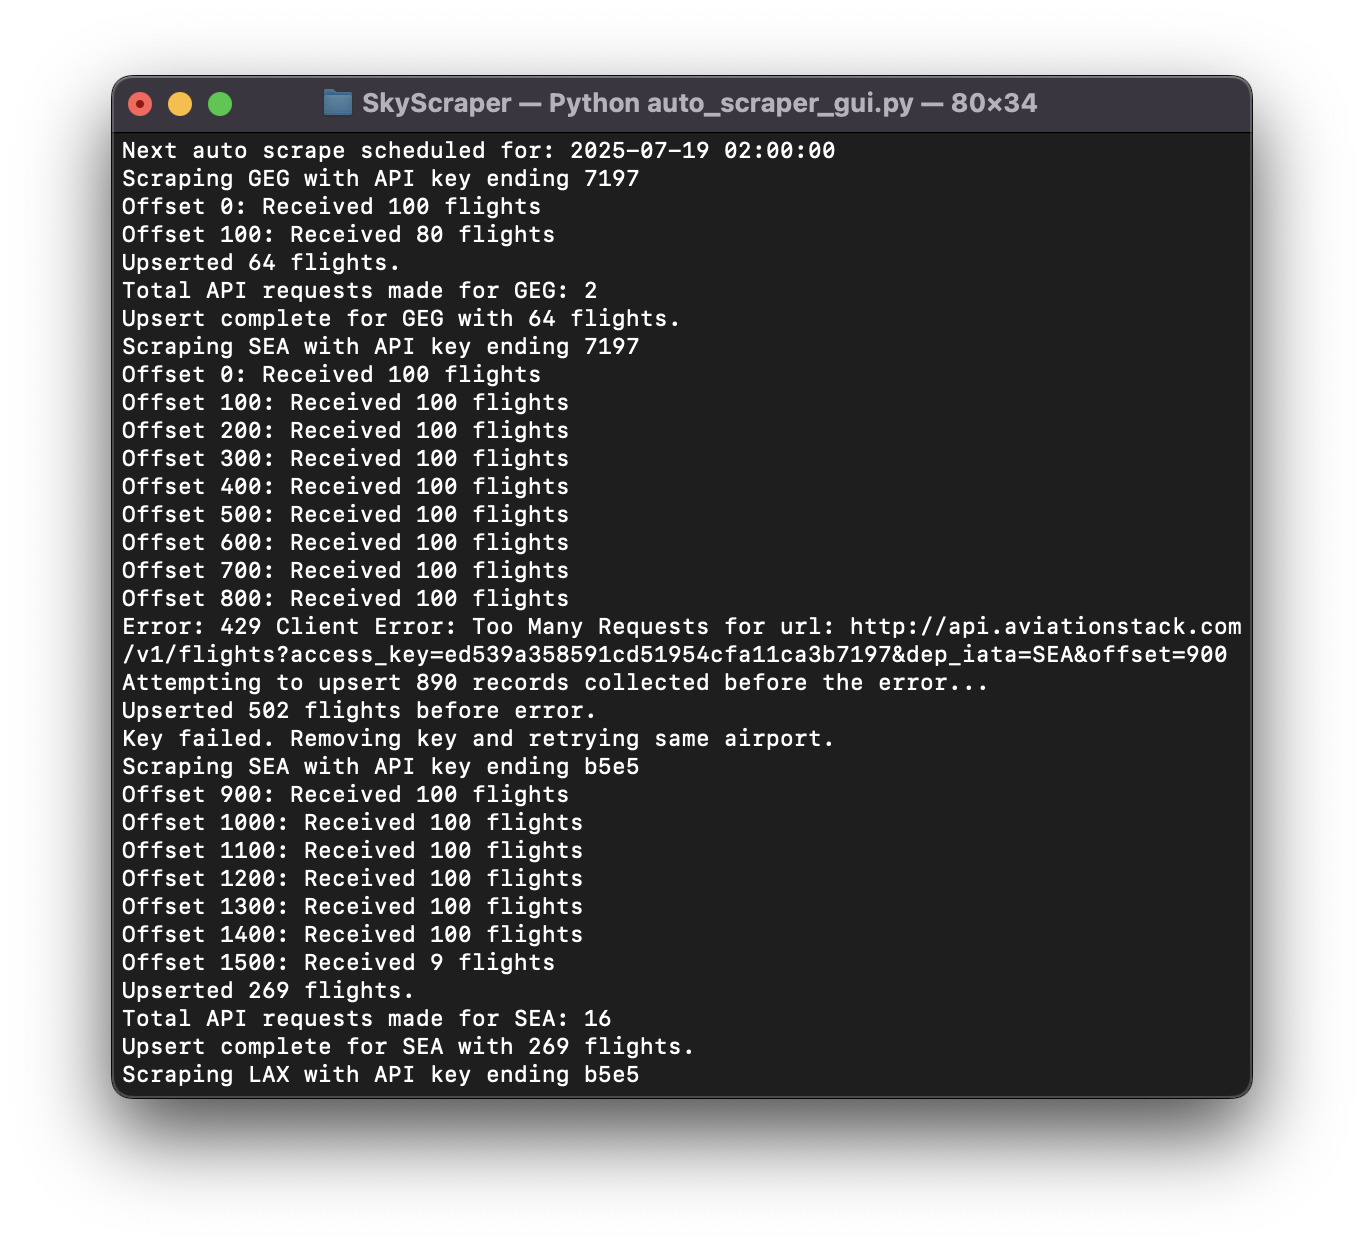 SkyScraper — Python auto_scraper_gui.py — 80×34
Next auto scrape scheduled for: 2025-07-19 02:00:00
Scraping GEG with API key ending 7197
Offset 0: Received 100 flights
Offset 100: Received 80 flights
Upserted 64 flights.
Total API requests made for GEG: 2
Upsert complete for GEG with 64 flights.
Scraping SEA with API key ending 7197
Offset 0: Received 100 flights
Offset 100: Received 100 flights
Offset 200: Received 100 flights
Offset 300: Received 100 flights
Offset 400: Received 100 flights
Offset 500: Received 100 flights
Offset 600: Received 100 flights
Offset 700: Received 100 flights
Offset 800: Received 100 flights
Error: 429 Client Error: Too Many Requests for url: http://api.aviationstack.com
/v1/flights?access_key=ed539a358591cd51954cfa11ca3b7197&dep_iata=SEA&offset=900
Attempting to upsert 890 records collected before the error...
Upserted 502 flights before error.
Key failed. Removing key and retrying same airport.
Scraping SEA with API key ending b5e5
Offset 900: Received 100 flights
Offset 1000: Received 100 flights
Offset 1100: Received 100 flights
Offset 1200: Received 100 flights
Offset 1300: Received 100 flights
Offset 1400: Received 100 flights
Offset 1500: Received 9 flights
Upserted 269 flights.
Total API requests made for SEA: 16
Upsert complete for SEA with 269 flights.
Scraping LAX with API key ending b5e5